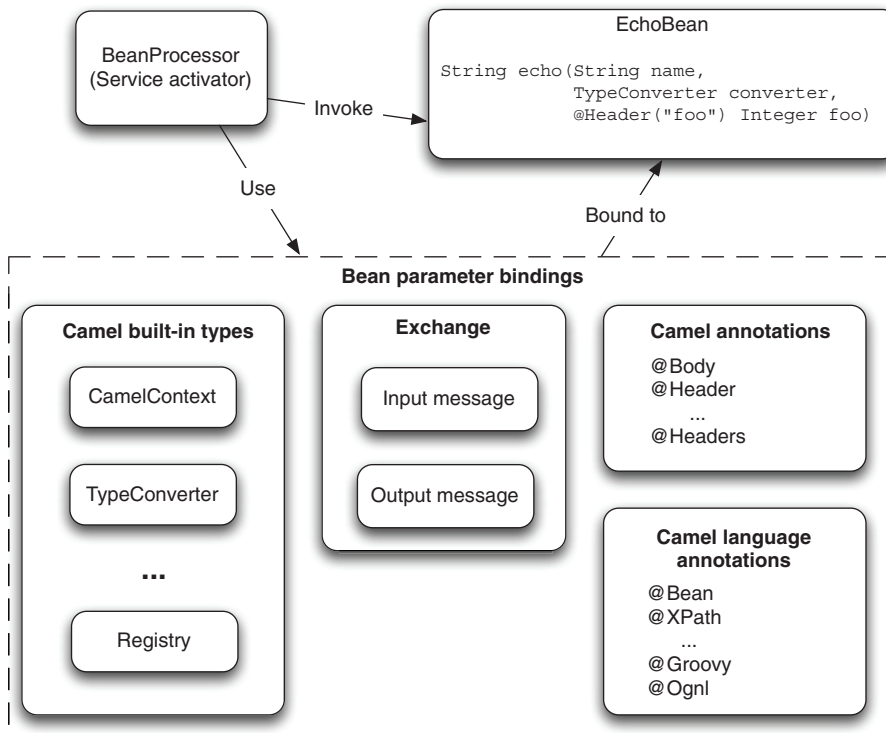 BeanProcessor
(Service activator)
Invoke
EchoBean
String echo(String name,
TypeConverter converter,
@Header("foo") Integer foo)
Use
Bound to
Bean parameter bindings
Camel built-in types
CamelContext
TypeConverter
...
Registry
Exchange
Input message
Output message
Camel annotations
@Body
@Header
...
@Headers
Camel language
annotations
@Bean
@XPath
...
@Groovy
@Ognl